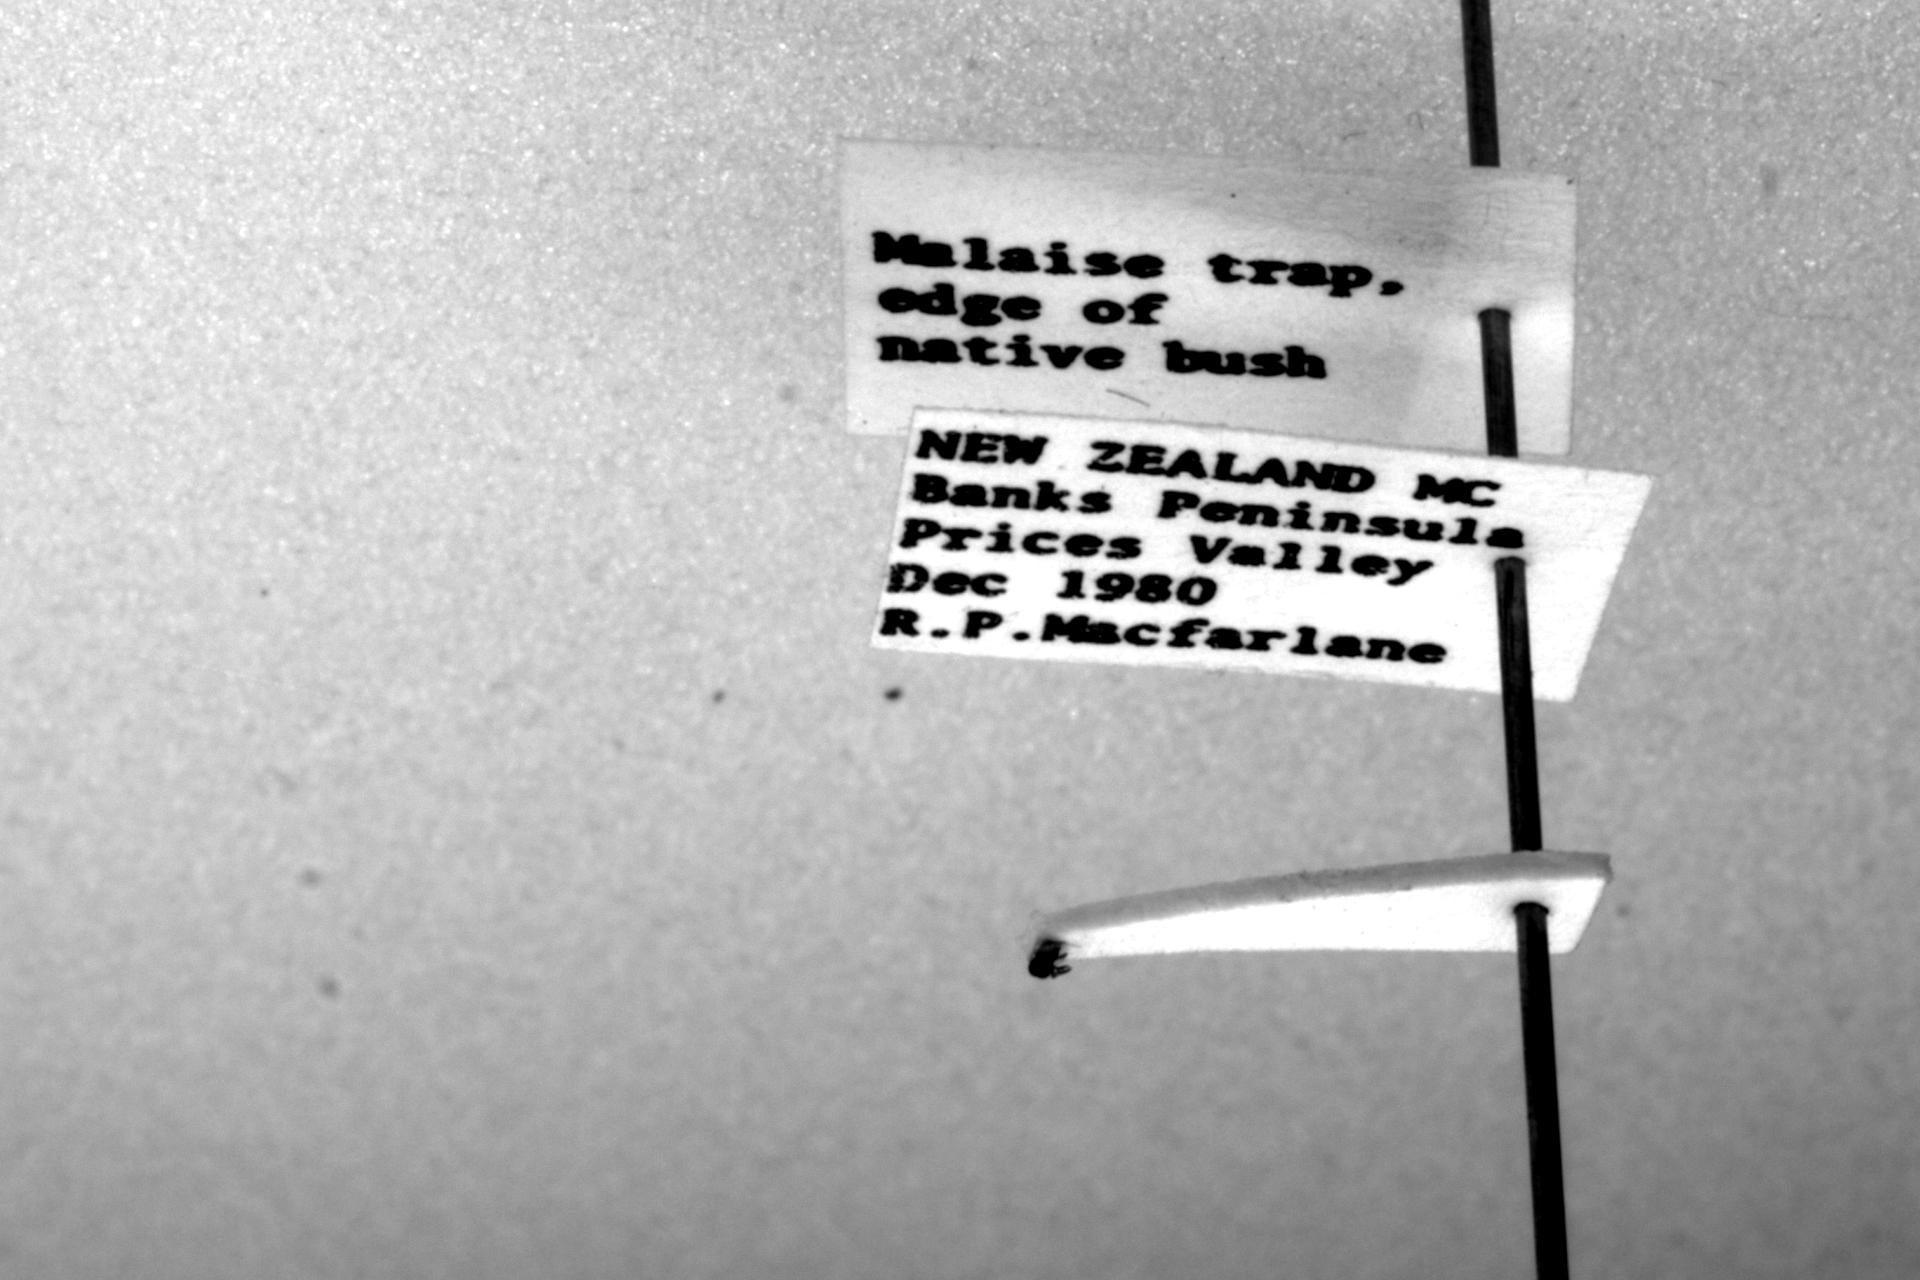 Malaise trap,
edge of
native bush
NEW ZEALAND MC
Banks Peninsula
Prices Valley
Dec 1980
R.P.Macfarlane